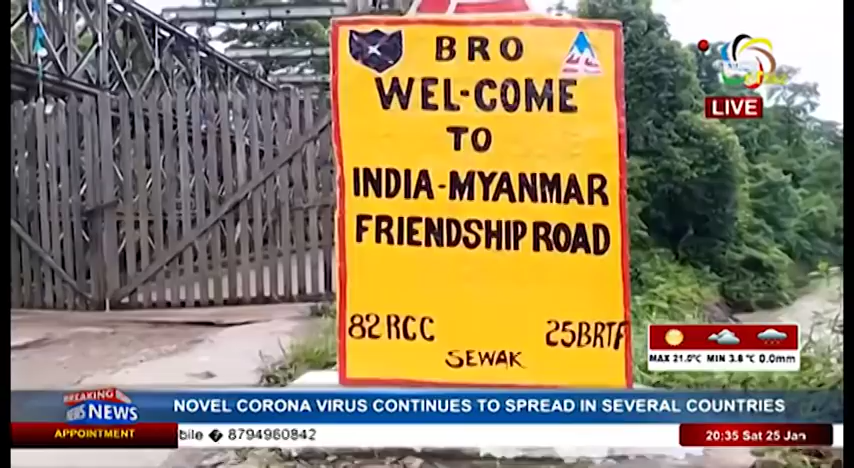 BRO
WEL-COME
TO
INDIA-MYANMAR
FRIENDSHIP ROAD
82 RCC
25 BRTF
SEWAK
LIVE
MAX 21.0°C MIN 3.8°C 0.0mm
BREAKING NEWS
NOVEL CORONA VIRUS CONTINUES TO SPREAD IN SEVERAL COUNTRIES
APPOINTMENT
bile � 8794960842
20:35 Sat 25 Jan